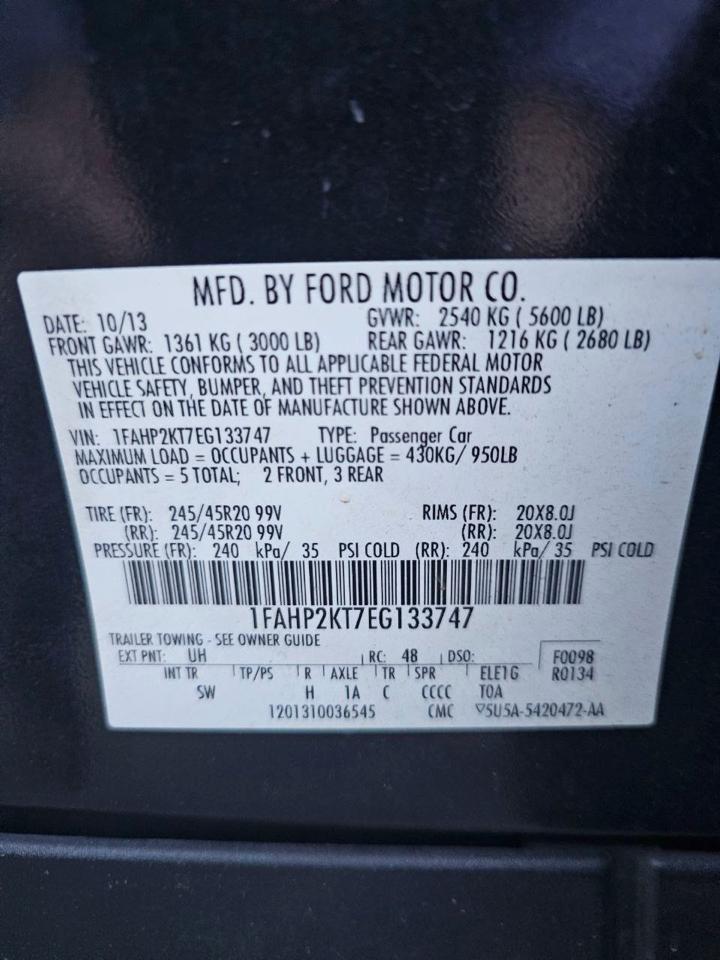 MFD. BY FORD MOTOR CO.
DATE: 10/13 GVWR: 2540 KG ( 5600 LB)
FRONT GAWR: 1361 KG ( 3000 LB) REAR GAWR: 1216 KG ( 2680 LB)
THIS VEHICLE CONFORMS TO ALL APPLICABLE FEDERAL MOTOR
VEHICLE SAFETY, BUMPER, AND THEFT PREVENTION STANDARDS
IN EFFECT ON THE DATE OF MANUFACTURE SHOWN ABOVE.
VIN: 1FAHP2KT7EG133747 TYPE: Passenger Car
MAXIMUM LOAD = OCCUPANTS + LUGGAGE = 430KG/ 950LB
OCCUPANTS = 5 TOTAL; 2 FRONT, 3 REAR
TIRE (FR): 245/45R20 99V RIMS (FR): 20X8.0J
(RR): 245/45R20 99V (RR): 20X8.0J
PRESSURE (FR): 240 kPa/ 35 PSI COLD (RR): 240 kPa/ 35 PSI COLD
1FAHP2KT7EG133747
TRAILER TOWING - SEE OWNER GUIDE
EXT PNT: UH RC: 48 DSO: F0098
INT TR TP/PS R AXLE TR SPR ELE1G R0134
SW H 1A C CCCC TOA
1201310036545 CMC ▽5U5A-5420472-AA